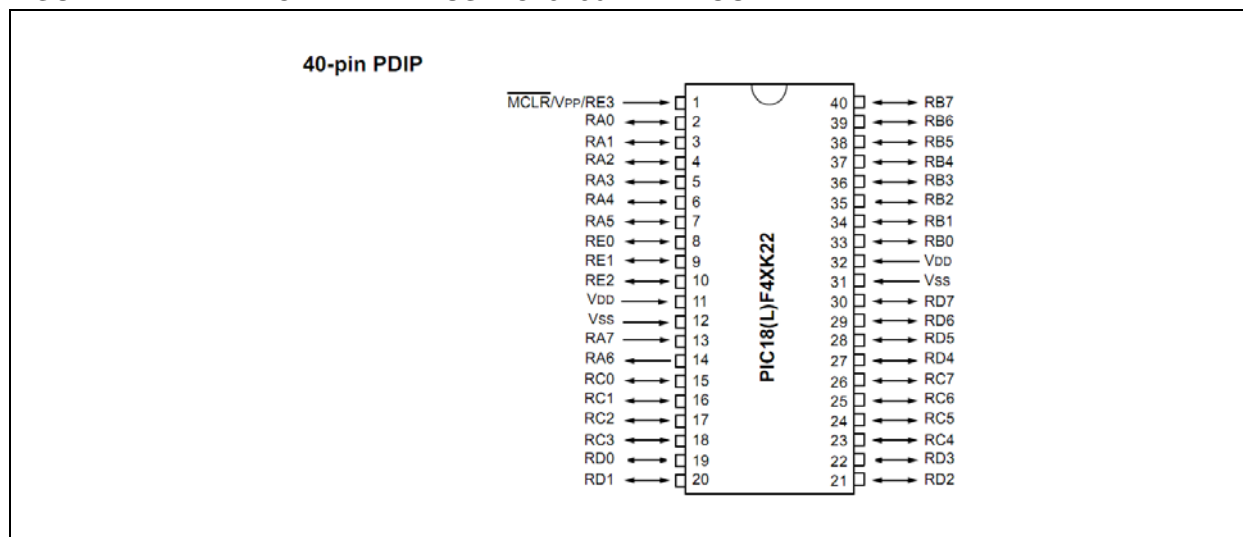 40-pin PDIP
MCLR/VPP/RE3 1 40 RB7
RA0 2 39 RB6
RA1 3 38 RB5
RA2 4 37 RB4
RA3 5 36 RB3
RA4 6 35 RB2
RA5 7 34 RB1
RE0 8 33 RB0
RE1 9 32 VDD
RE2 10 31 VSS
VDD 11 30 RD7
VSS 12 29 RD6
RA7 13 28 RD5
RA6 14 27 RD4
RC0 15 26 RC7
RC1 16 25 RC6
RC2 17 24 RC5
RC3 18 23 RC4
RD0 19 22 RD3
RD1 20 21 RD2
PIC18(L)F4XK22